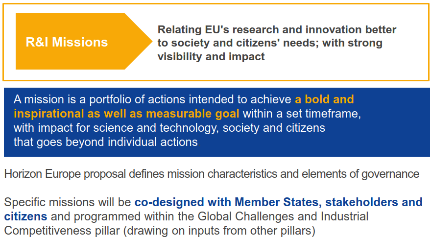 R&I Missions
Relating EU's research and innovation better
to society and citizens' needs; with strong
visibility and impact
A mission is a portfolio of actions intended to achieve a bold and
inspirational as well as measurable goal within a set timeframe,
with impact for science and technology, society and citizens
that goes beyond individual actions
Horizon Europe proposal defines mission characteristics and elements of governance
Specific missions will be co-designed with Member States, stakeholders and
citizens and programmed within the Global Challenges and Industrial
Competitiveness pillar (drawing on inputs from other pillars)